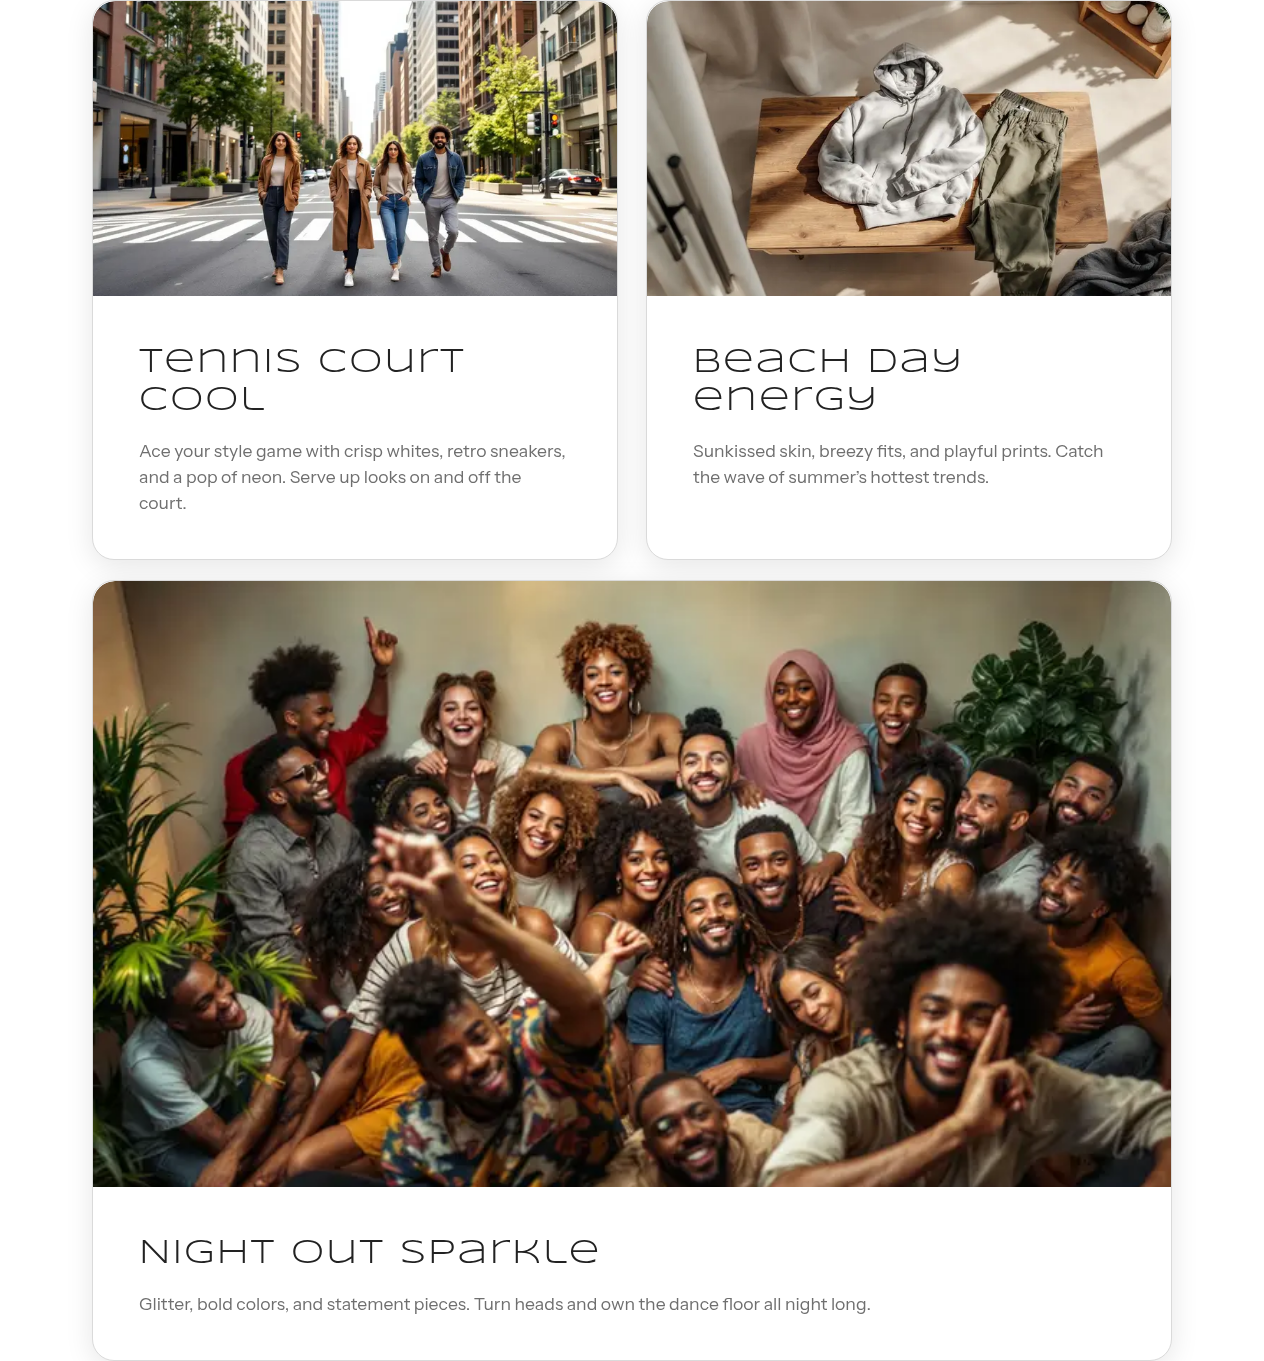 Tennis court
cool
Ace your style game with crisp whites, retro sneakers,
and a pop of neon. Serve up looks on and off the
court.
Beach day
energy
Sunkissed skin, breezy fits, and playful prints. Catch
the wave of summer’s hottest trends.
Night out sparkle
Glitter, bold colors, and statement pieces. Turn heads and own the dance floor all night long.